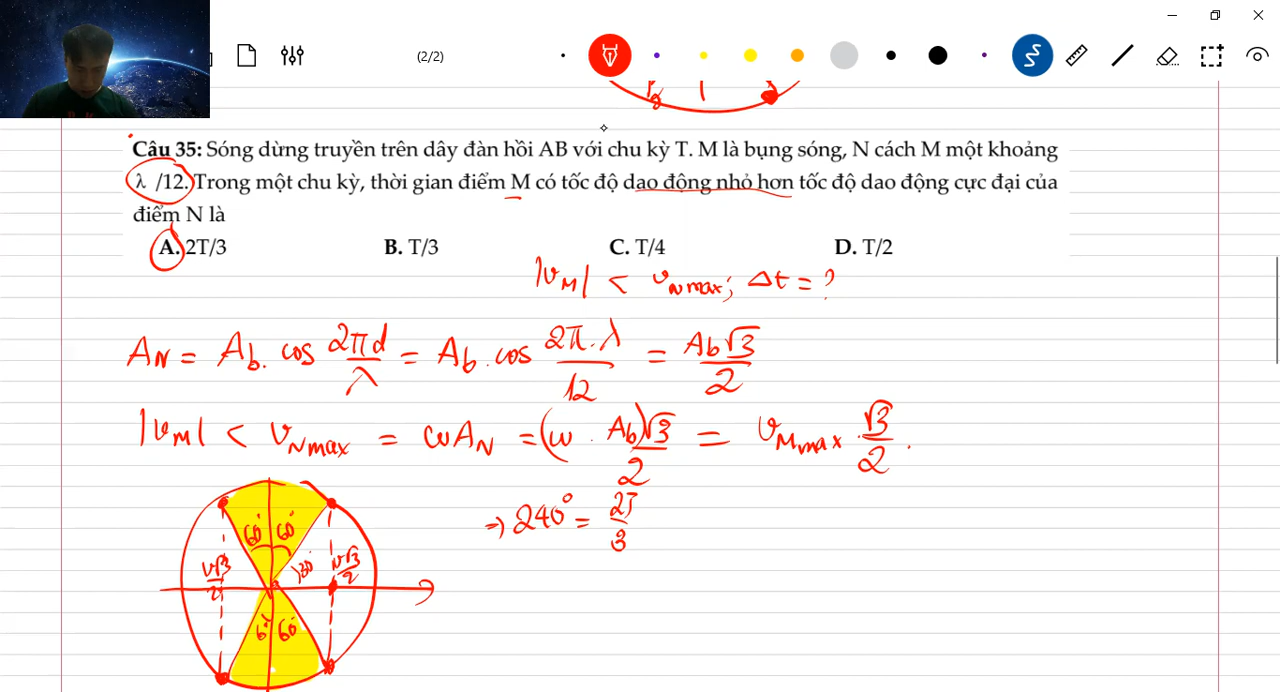 (2/2)
Câu 35: Sóng dừng truyền trên dây đàn hồi AB với chu kỳ T. M là bụng sóng, N cách M một khoảng
λ /12. Trong một chu kỳ, thời gian điểm M có tốc độ dao động nhỏ hơn tốc độ dao động cực đại của
điểm N là
A. 2T/3 B. T/3 C. T/4 D. T/2
|v_M| < v_Nmax; Δt = ?
A_N = A_b. cos 2πd/λ = A_b. cos 2π.λ/12 = A_b√3/2
|v_M| < v_Nmax = ωA_N = (ω. A_b)√3/2 = v_Mmax. √3/2.
⇒ 240° = 2T/3
60° 60°
v√3/2 30° v√3/2
60° 60°